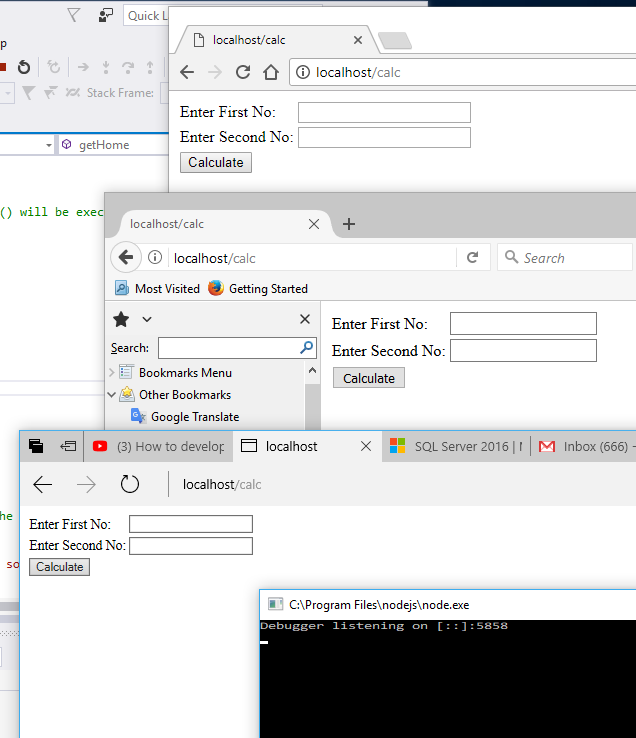 Quick L
p
Stack Frame:
getHome
() will be exec
he
so
localhost/calc
localhost/calc
Enter First No:
Enter Second No:
Calculate
localhost/calc
localhost/calc
Search
Most Visited Getting Started
Search:
Bookmarks Menu
Other Bookmarks
Google Translate
Enter First No:
Enter Second No:
Calculate
(3) How to develop localhost SQL Server 2016 | Inbox (666) -
localhost/calc
Enter First No:
Enter Second No:
Calculate
C:\Program Files\nodejs\node.exe
Debugger listening on [::]:5858